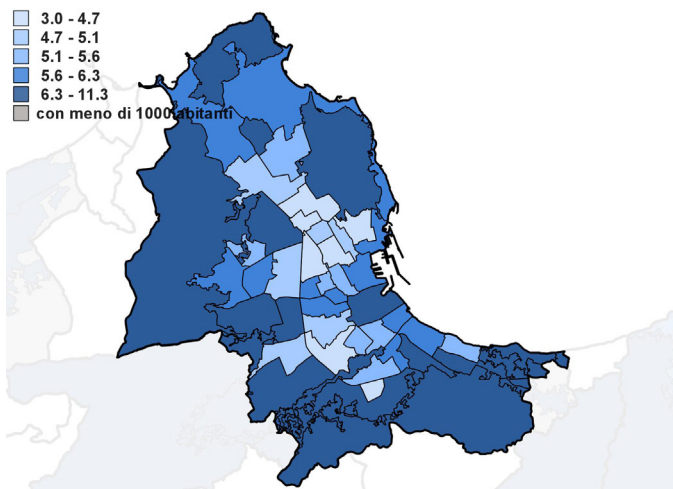 3.0 - 4.7
4.7 - 5.1
5.1 - 5.6
5.6 - 6.3
6.3 - 11.3
con meno di 1000 abitanti